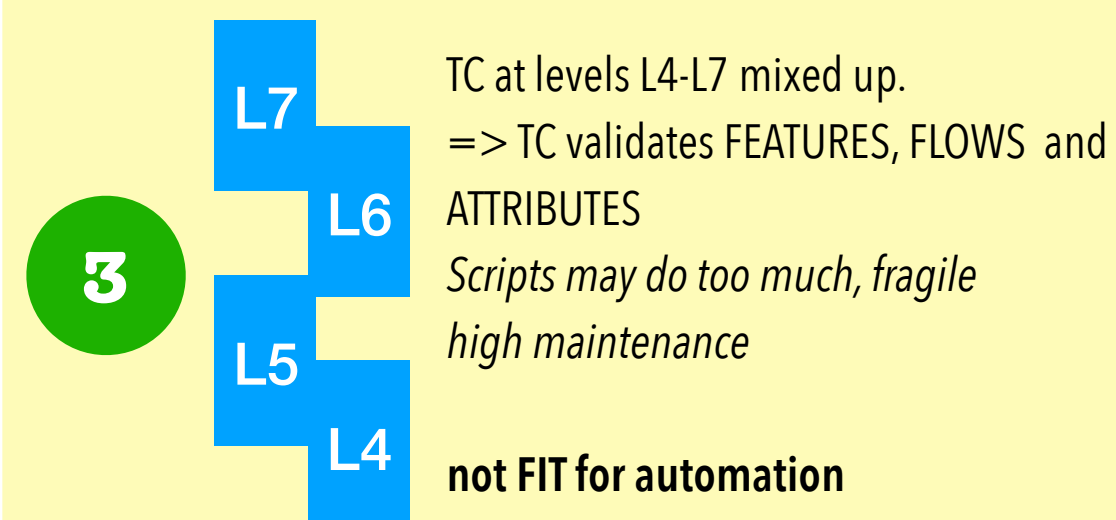 L7
L6
L5
L4
3
TC at levels L4-L7 mixed up.
=> TC validates FEATURES, FLOWS and
ATTRIBUTES
Scripts may do too much, fragile
high maintenance
not FIT for automation